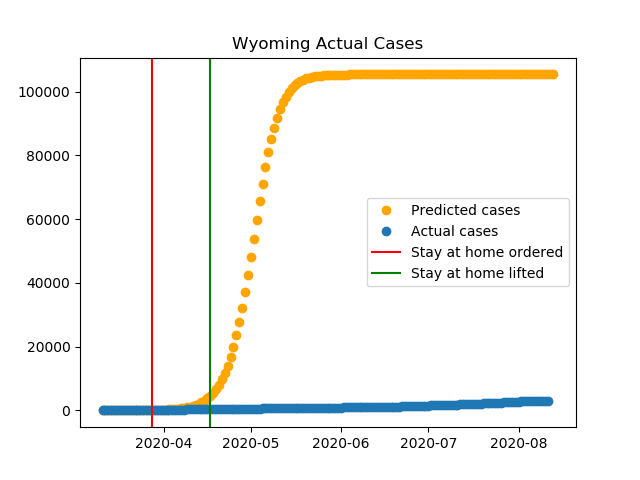 Wyoming Actual Cases
100000
80000
60000
40000
20000
0
Predicted cases
Actual cases
Stay at home ordered
Stay at home lifted
2020-04 2020-05 2020-06 2020-07 2020-08